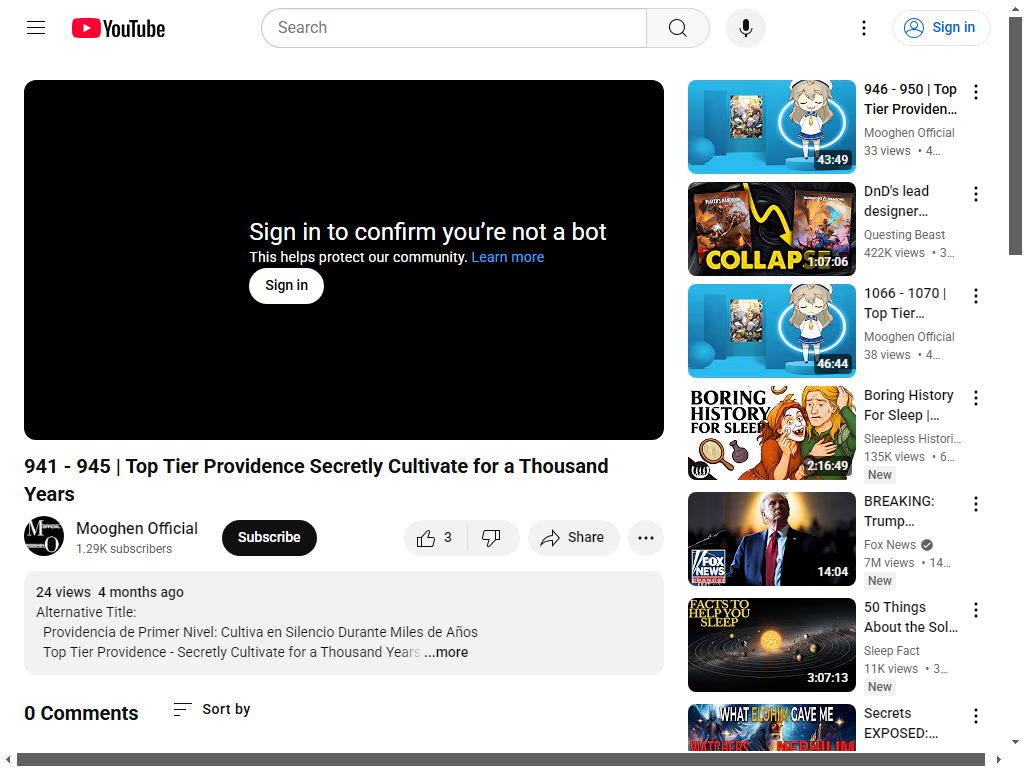 YouTube
Search
Sign in
Sign in to confirm you’re not a bot
This helps protect our community. Learn more
Sign in
941 - 945 | Top Tier Providence Secretly Cultivate for a Thousand
Years
Mooghen Official
1.29K subscribers
Subscribe
3
Share
24 views 4 months ago
Alternative Title:
Providencia de Primer Nivel: Cultiva en Silencio Durante Miles de Años
Top Tier Providence - Secretly Cultivate for a Thousand Years ...more
0 Comments
Sort by
43:49
946 - 950 | Top
Tier Providen...
Mooghen Official
33 views • 4...
COLLAPSE
1:07:06
DnD's lead
designer...
Questing Beast
422K views • 3...
46:44
1066 - 1070 |
Top Tier...
Mooghen Official
38 views • 4...
BORING
HISTORY
FOR SLEEP
2:16:49
Boring History
For Sleep |...
Sleepless Histori...
135K views • 6...
New
FOX
NEWS
channel
14:04
BREAKING:
Trump...
Fox News
7M views • 14...
New
FACTS TO
HELP YOU
SLEEP
3:07:13
50 Things
About the Sol...
Sleep Fact
11K views • 3...
New
WHAT ELOHIM GAVE ME
WATCHERS NEPHILIM
Secrets
EXPOSED:...